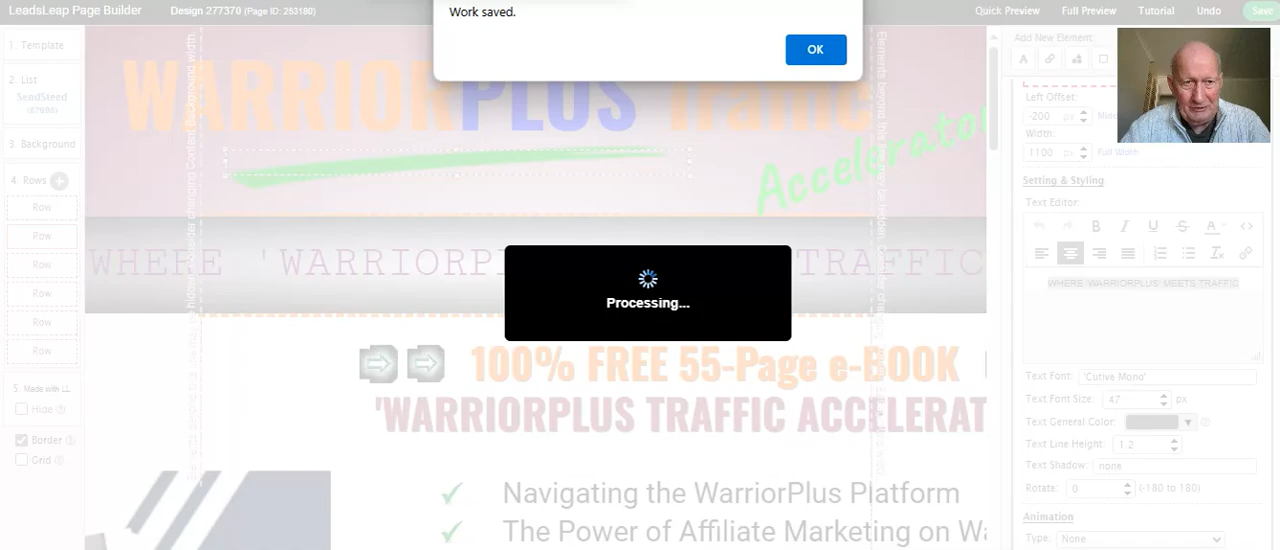 LeadsLeap Page Builder
Design 277370 (Page ID: 253180)
Quick Preview
Full Preview
Tutorial
Undo
Save
Work saved.
OK
1. Template
2. List
SendSteed
3. Background
4. Rows
Row
Row
Row
Row
Row
Row
5. Made with LL
Hide
Border
Grid
WARRIORPLUS TRAFFIC
Accelerator
WHERE 'WARRIORP
TRAFFIC
Processing...
100% FREE 55-Page e-BOOK
'WARRIORPLUS TRAFFIC ACCELERAT
✓ Navigating the WarriorPlus Platform
✓ The Power of Affiliate Marketing on Wa
Add New Element:
Left Offset:
-200 px
Width:
1100 px Full Width
Setting & Styling
Text Editor:
B I U S A
WHERE 'WARRIORPLUS' MEETS TRAFFIC
Text Font: 'Cutive Mono'
Text Font Size: 47 px
Text General Color:
Text Line Height: 1.2
Text Shadow: none
Rotate: 0 (-180 to 180)
Animation
Type: None